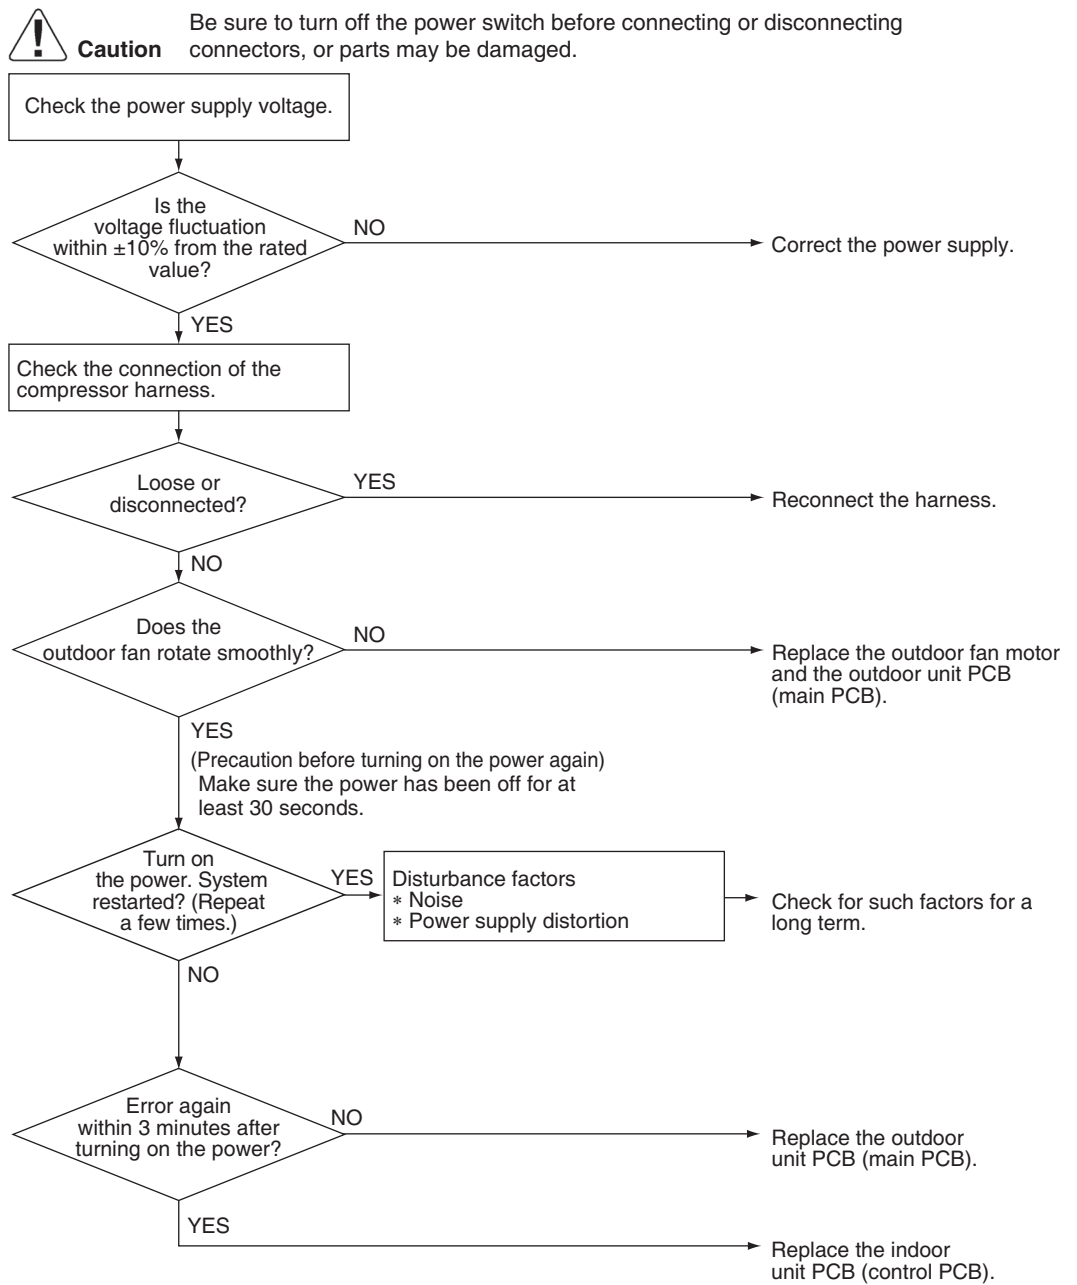 Be sure to turn off the power switch before connecting or disconnecting
Caution connectors, or parts may be damaged.
Check the power supply voltage.
Is the
voltage fluctuation
within ±10% from the rated
value?
NO
Correct the power supply.
YES
Check the connection of the
compressor harness.
Loose or
disconnected?
YES
Reconnect the harness.
NO
Does the
outdoor fan rotate smoothly?
NO
Replace the outdoor fan motor
and the outdoor unit PCB
(main PCB).
YES
(Precaution before turning on the power again)
Make sure the power has been off for at
least 30 seconds.
Turn on
the power. System
restarted? (Repeat
a few times.)
YES
Disturbance factors
∗ Noise
∗ Power supply distortion
Check for such factors for a
long term.
NO
Error again
within 3 minutes after
turning on the power?
NO
Replace the outdoor
unit PCB (main PCB).
YES
Replace the indoor
unit PCB (control PCB).